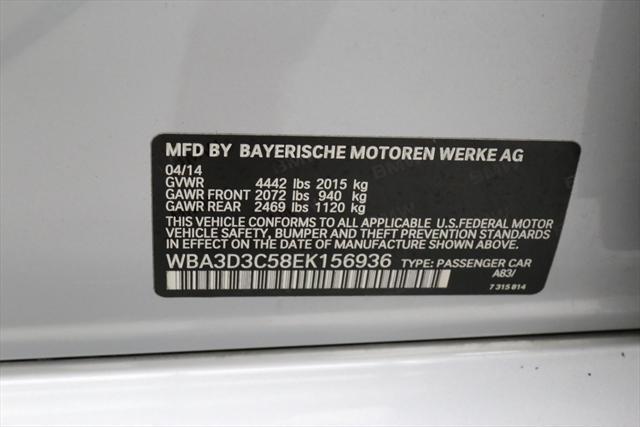 MFD BY BAYERISCHE MOTOREN WERKE AG
04/14
GVWR 4442 lbs 2015 kg
GAWR FRONT 2072 lbs 940 kg
GAWR REAR 2469 lbs 1120 kg
THIS VEHICLE CONFORMS TO ALL APPLICABLE U.S.FEDERAL MOTOR
VEHICLE SAFETY, BUMPER AND THEFT PREVENTION STANDARDS
IN EFFECT ON THE DATE OF MANUFACTURE SHOWN ABOVE.
WBA3D3C58EK156936 TYPE: PASSENGER CAR
A83/
7 315 814